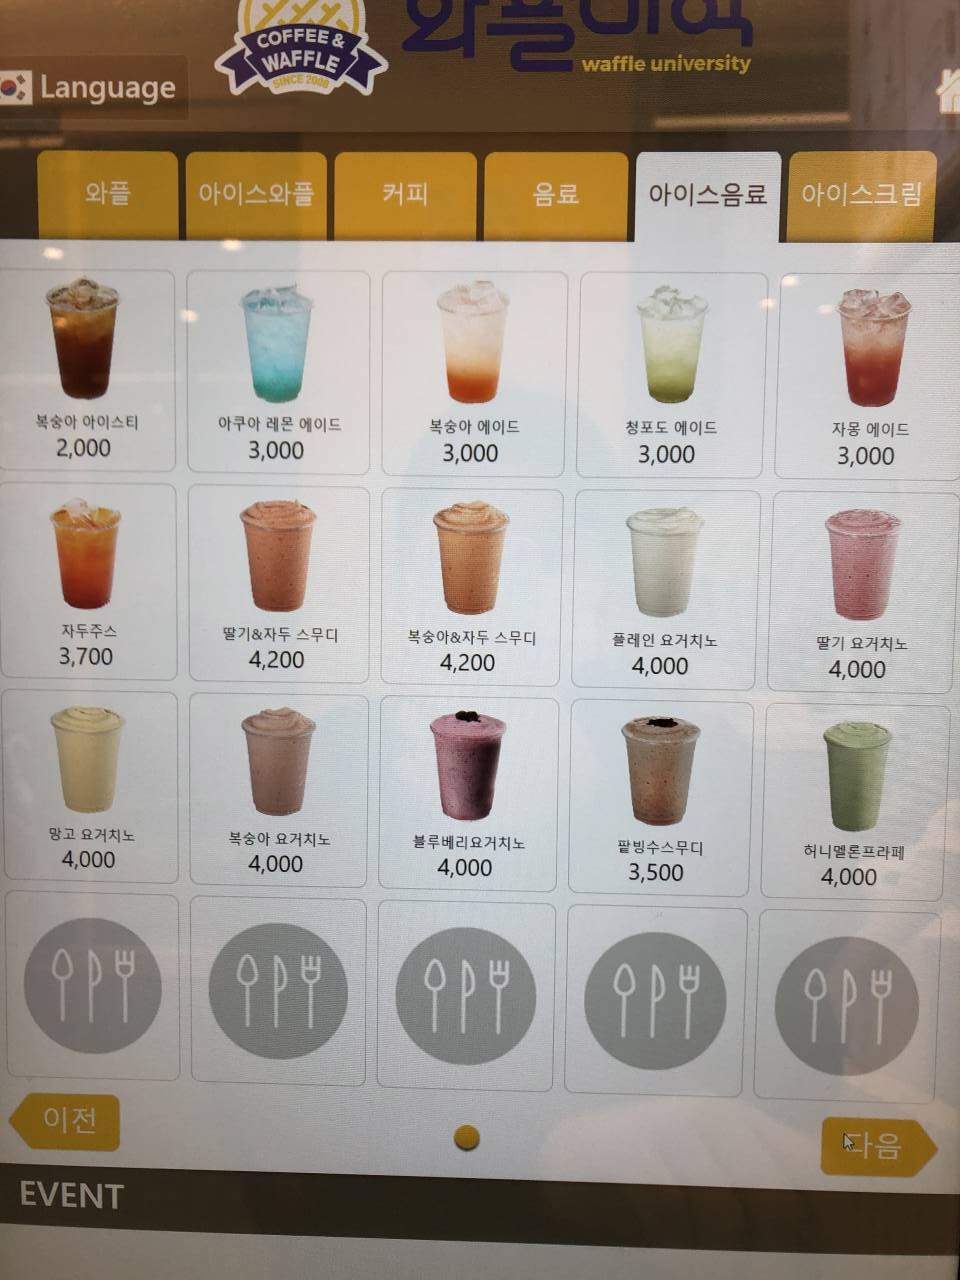 COFFEE &
WAFFLE
SINCE 2008
와플대학
waffle university
Language
와플
아이스와플
커피
음료
아이스음료
아이스크림
복숭아 아이스티
2,000
아쿠아 레몬 에이드
3,000
복숭아 에이드
3,000
청포도 에이드
3,000
자몽 에이드
3,000
자두주스
3,700
딸기&자두 스무디
4,200
복숭아&자두 스무디
4,200
플레인 요거치노
4,000
딸기 요거치노
4,000
망고 요거치노
4,000
복숭아 요거치노
4,000
블루베리요거치노
4,000
팥빙수스무디
3,500
허니멜론프라페
4,000
이전
다음
EVENT